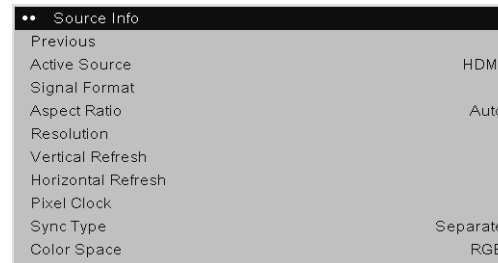 •• Source Info
Previous
Active Source HDM
Signal Format
Aspect Ratio Auto
Resolution
Vertical Refresh
Horizontal Refresh
Pixel Clock
Sync Type Separate
Color Space RGB